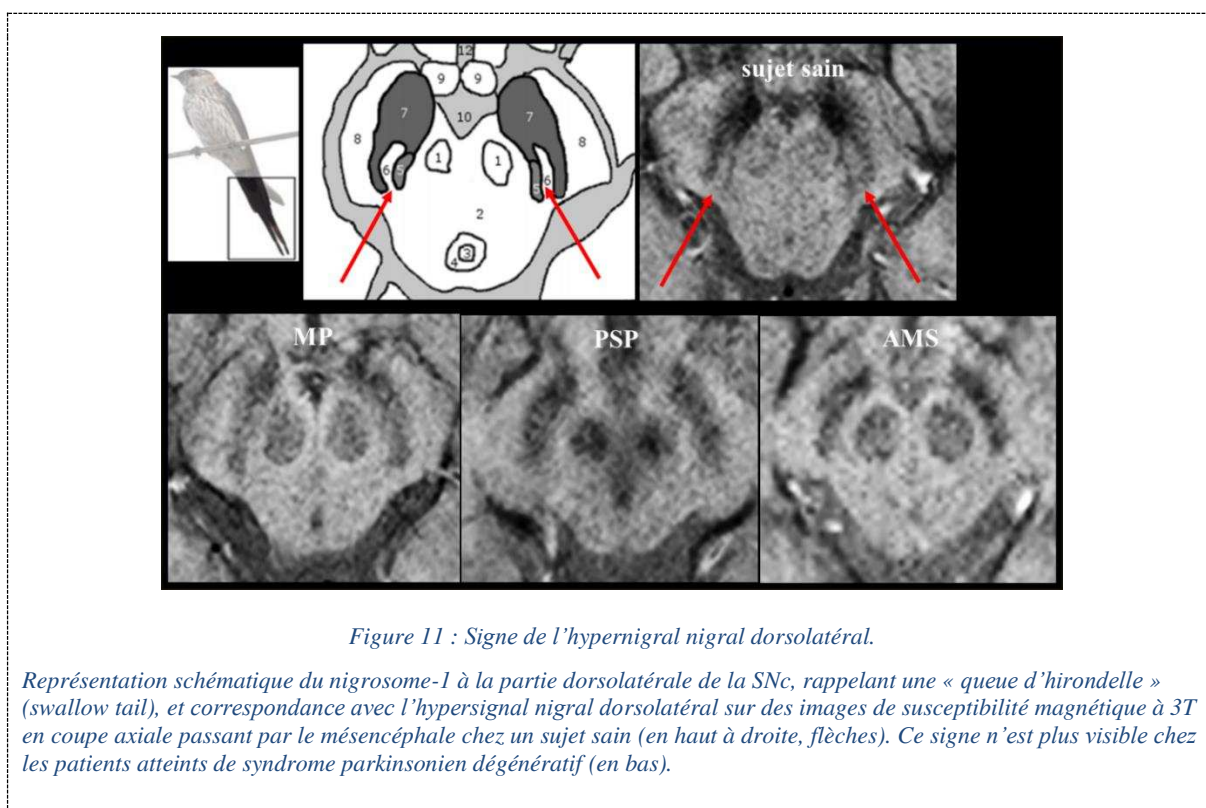 12
9 9
sujet sain
7 10 7
8 8
1 1
6 5 5 6
2
3
4
MP PSP AMS
Figure 11 : Signe de l’hypernigral nigral dorsolatéral.
Représentation schématique du nigrosome-1 à la partie dorsolatérale de la SNc, rappelant une « queue d’hirondelle »
(swallow tail), et correspondance avec l’hypersignal nigral dorsolatéral sur des images de susceptibilité magnétique à 3T
en coupe axiale passant par le mésencéphale chez un sujet sain (en haut à droite, flèches). Ce signe n’est plus visible chez
les patients atteints de syndrome parkinsonien dégénératif (en bas).